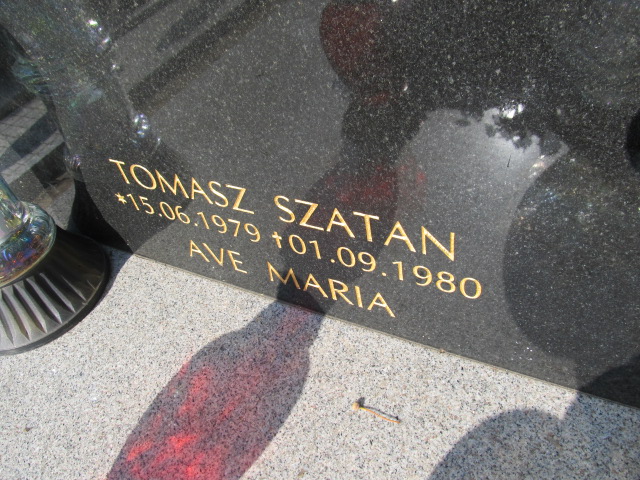 TOMASZ SZATAN
*15.06.1979 †01.09.1980
AVE MARIA